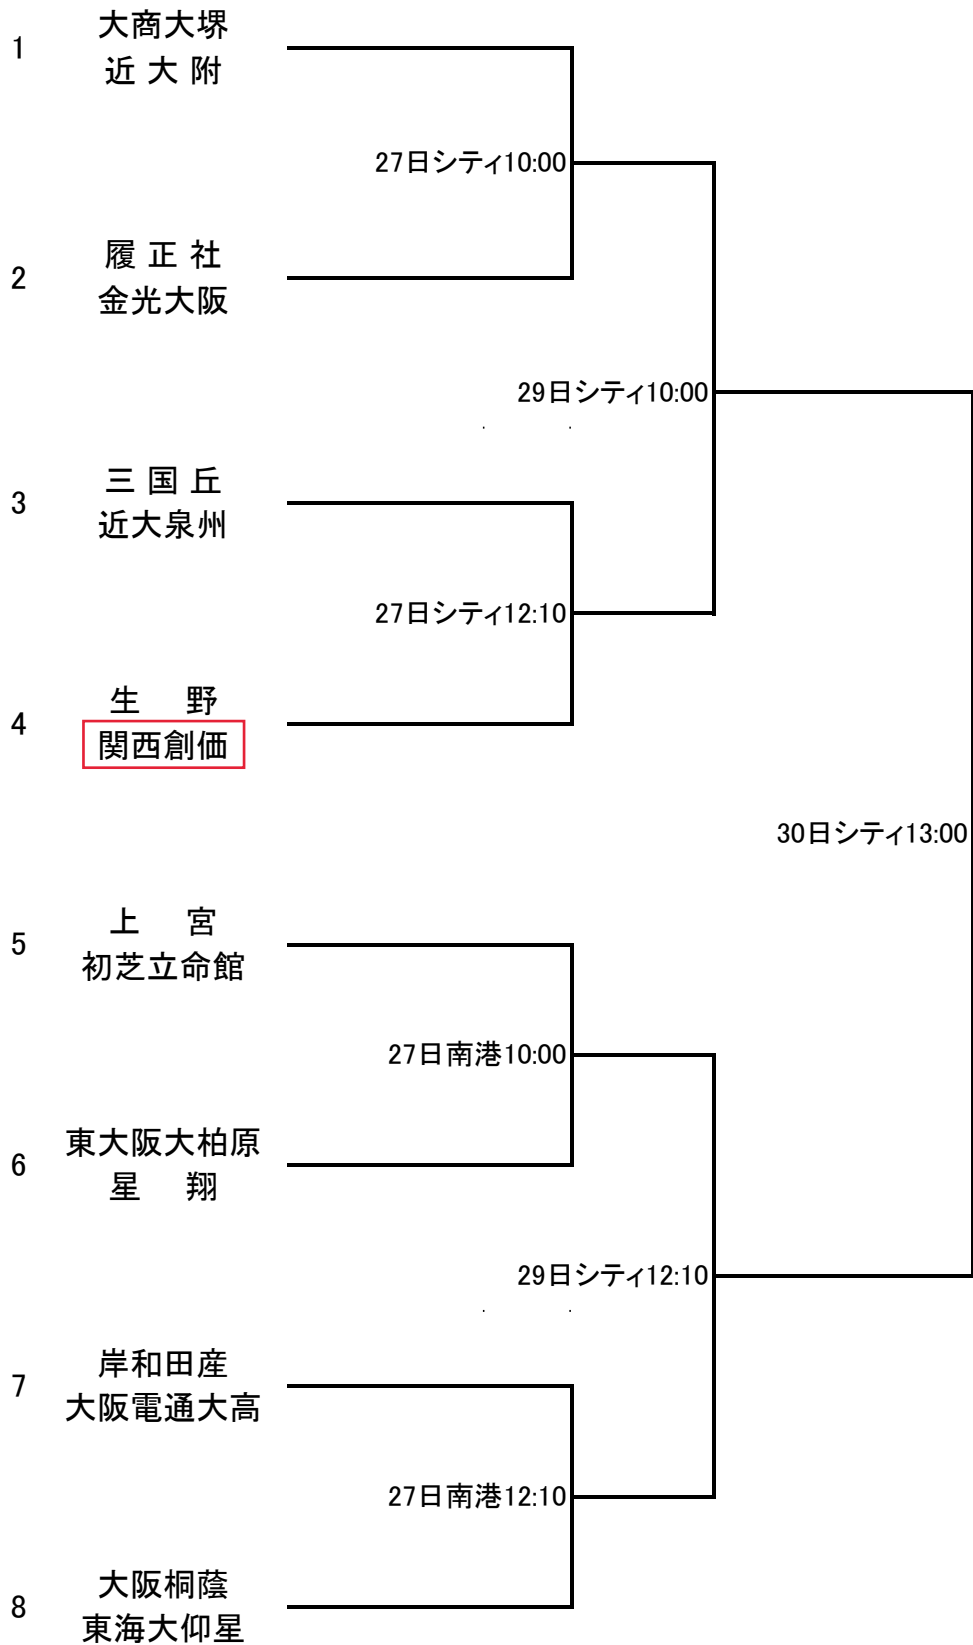 大商大堺
1
近大附
27日シティ10:00
履正社
2
金光大阪
29日シティ10:00
三国丘
3
近大泉州
27日シティ12:10
生 野
4
関西創価
30日シティ13:00
上 宮
5
初芝立命館
27日南港10:00
東大阪大柏原
6
星 翔
29日シティ12:10
岸和田産
7
大阪電通大高
27日南港12:10
大阪桐蔭
8
東海大仰星